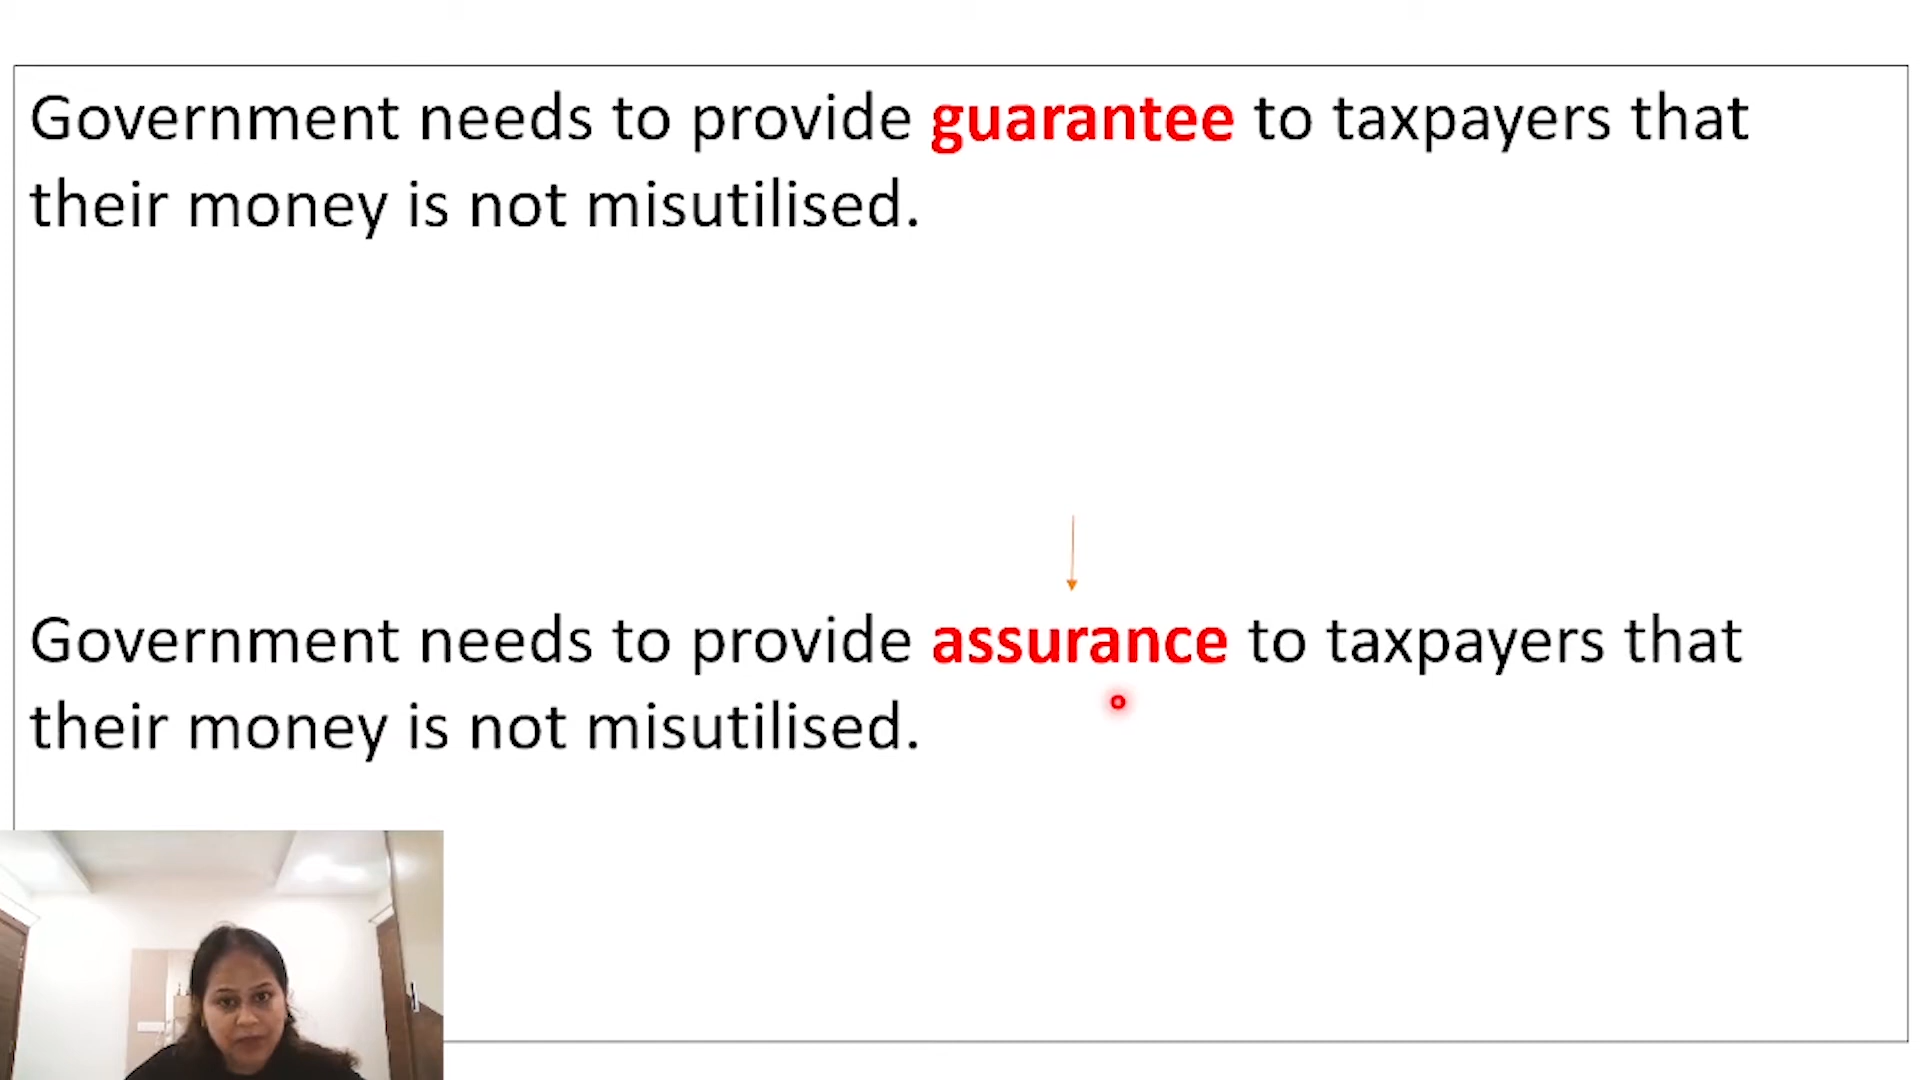 Government needs to provide guarantee to taxpayers that
their money is not misutilised.
Government needs to provide assurance to taxpayers that
their money is not misutilised.